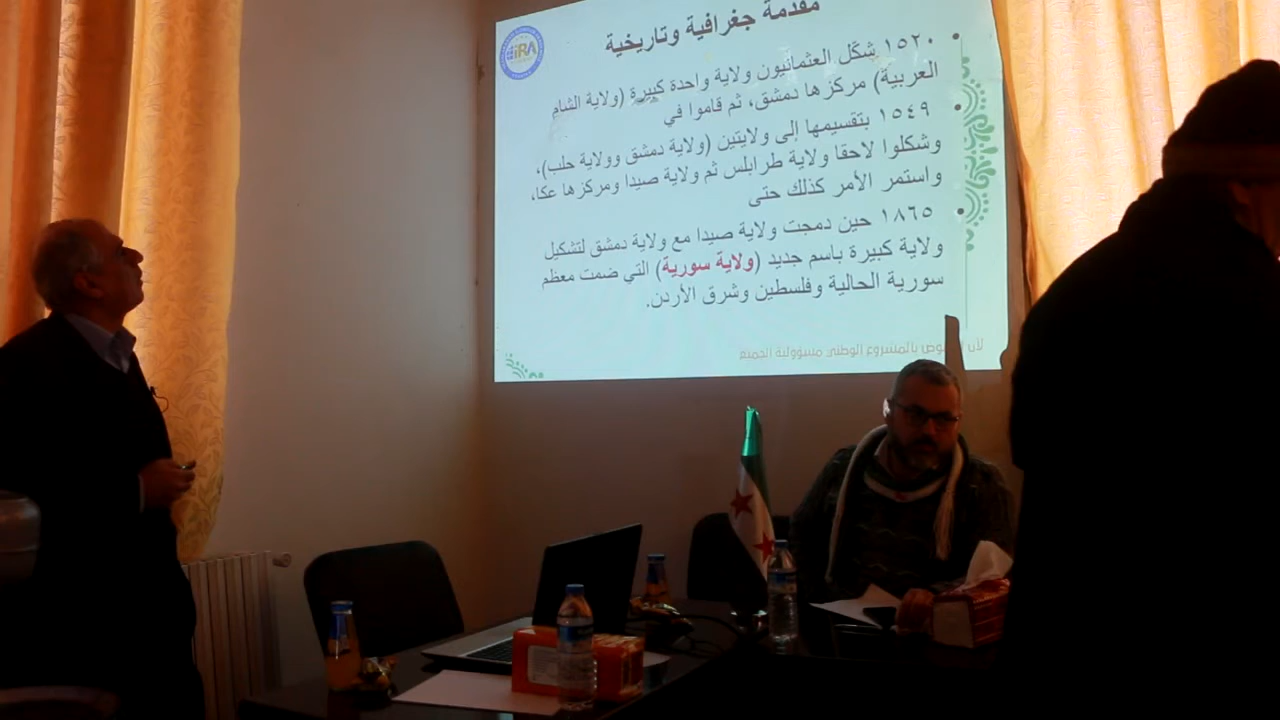 مقدمة جغرافية وتاريخية
iRA
• ١٥٢٠ شكّل العثمانيون ولاية واحدة كبيرة (ولاية الشام
العربية) مركزها دمشق، ثم قاموا في
• ١٥٤٩ بتقسيمها إلى ولايتين (ولاية دمشق وولاية حلب)،
وشكلوا لاحقا ولاية طرابلس ثم ولاية صيدا ومركزها عكا،
واستمر الأمر كذلك حتى
• ١٨٦٥ حين دمجت ولاية صيدا مع ولاية دمشق لتشكيل
ولاية كبيرة باسم جديد (ولاية سورية) التي ضمت معظم
سورية الحالية وفلسطين وشرق الأردن.
لأن بالمشروع الوطني مسؤولية الجميع